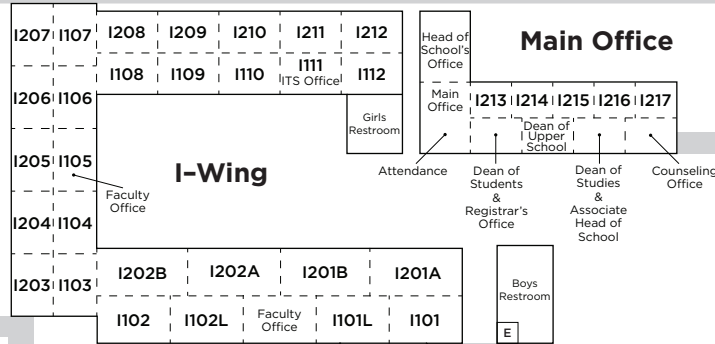 I207 I107 I208 I209 I210 I211 I212
I108 I109 I110 I111 I112
ITS Office
I206 I106
Girls
Restroom
I205 I105
Faculty
Office
I-Wing
I204 I104
I203 I103
I202B I202A I201B I201A
I102 I102L Faculty
Office I101L I101
Main Office
Head of
School's
Office
Main
Office
I213 I214 I215 I216 I217
Dean of
Upper
School
Attendance
Dean of
Students
&
Registrar's
Office
Dean of
Studies
&
Associate
Head of
School
Counseling
Office
Boys
Restroom
E